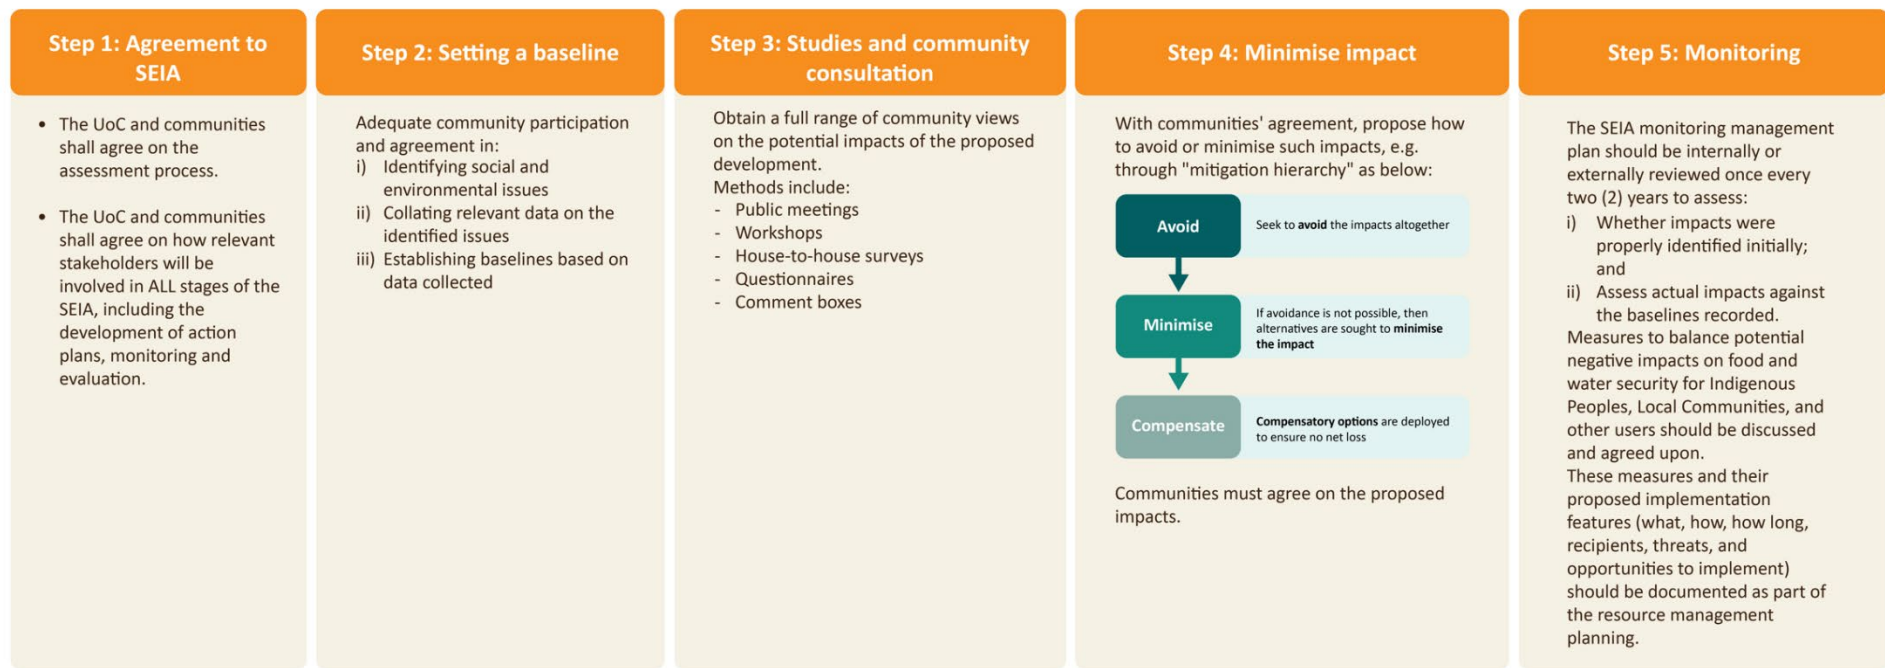 Step 1: Agreement to
SEIA
• The UoC and communities
shall agree on the
assessment process.
• The UoC and communities
shall agree on how relevant
stakeholders will be
involved in ALL stages of the
SEIA, including the
development of action
plans, monitoring and
evaluation.
Step 2: Setting a baseline
Adequate community participation
and agreement in:
i) Identifying social and
environmental issues
ii) Collating relevant data on the
identified issues
iii) Establishing baselines based on
data collected
Step 3: Studies and community
consultation
Obtain a full range of community views
on the potential impacts of the proposed
development.
Methods include:
- Public meetings
- Workshops
- House-to-house surveys
- Questionnaires
- Comment boxes
Step 4: Minimise impact
With communities' agreement, propose how
to avoid or minimise such impacts, e.g.
through "mitigation hierarchy" as below:
Avoid
Seek to avoid the impacts altogether
Minimise
If avoidance is not possible, then
alternatives are sought to minimise
the impact
Compensate
Compensatory options are deployed
to ensure no net loss
Communities must agree on the proposed
impacts.
Step 5: Monitoring
The SEIA monitoring management
plan should be internally or
externally reviewed once every
two (2) years to assess:
i) Whether impacts were
properly identified initially;
and
ii) Assess actual impacts against
the baselines recorded.
Measures to balance potential
negative impacts on food and
water security for Indigenous
Peoples, Local Communities, and
other users should be discussed
and agreed upon.
These measures and their
proposed implementation
features (what, how, how long,
recipients, threats, and
opportunities to implement)
should be documented as part of
the resource management
planning.